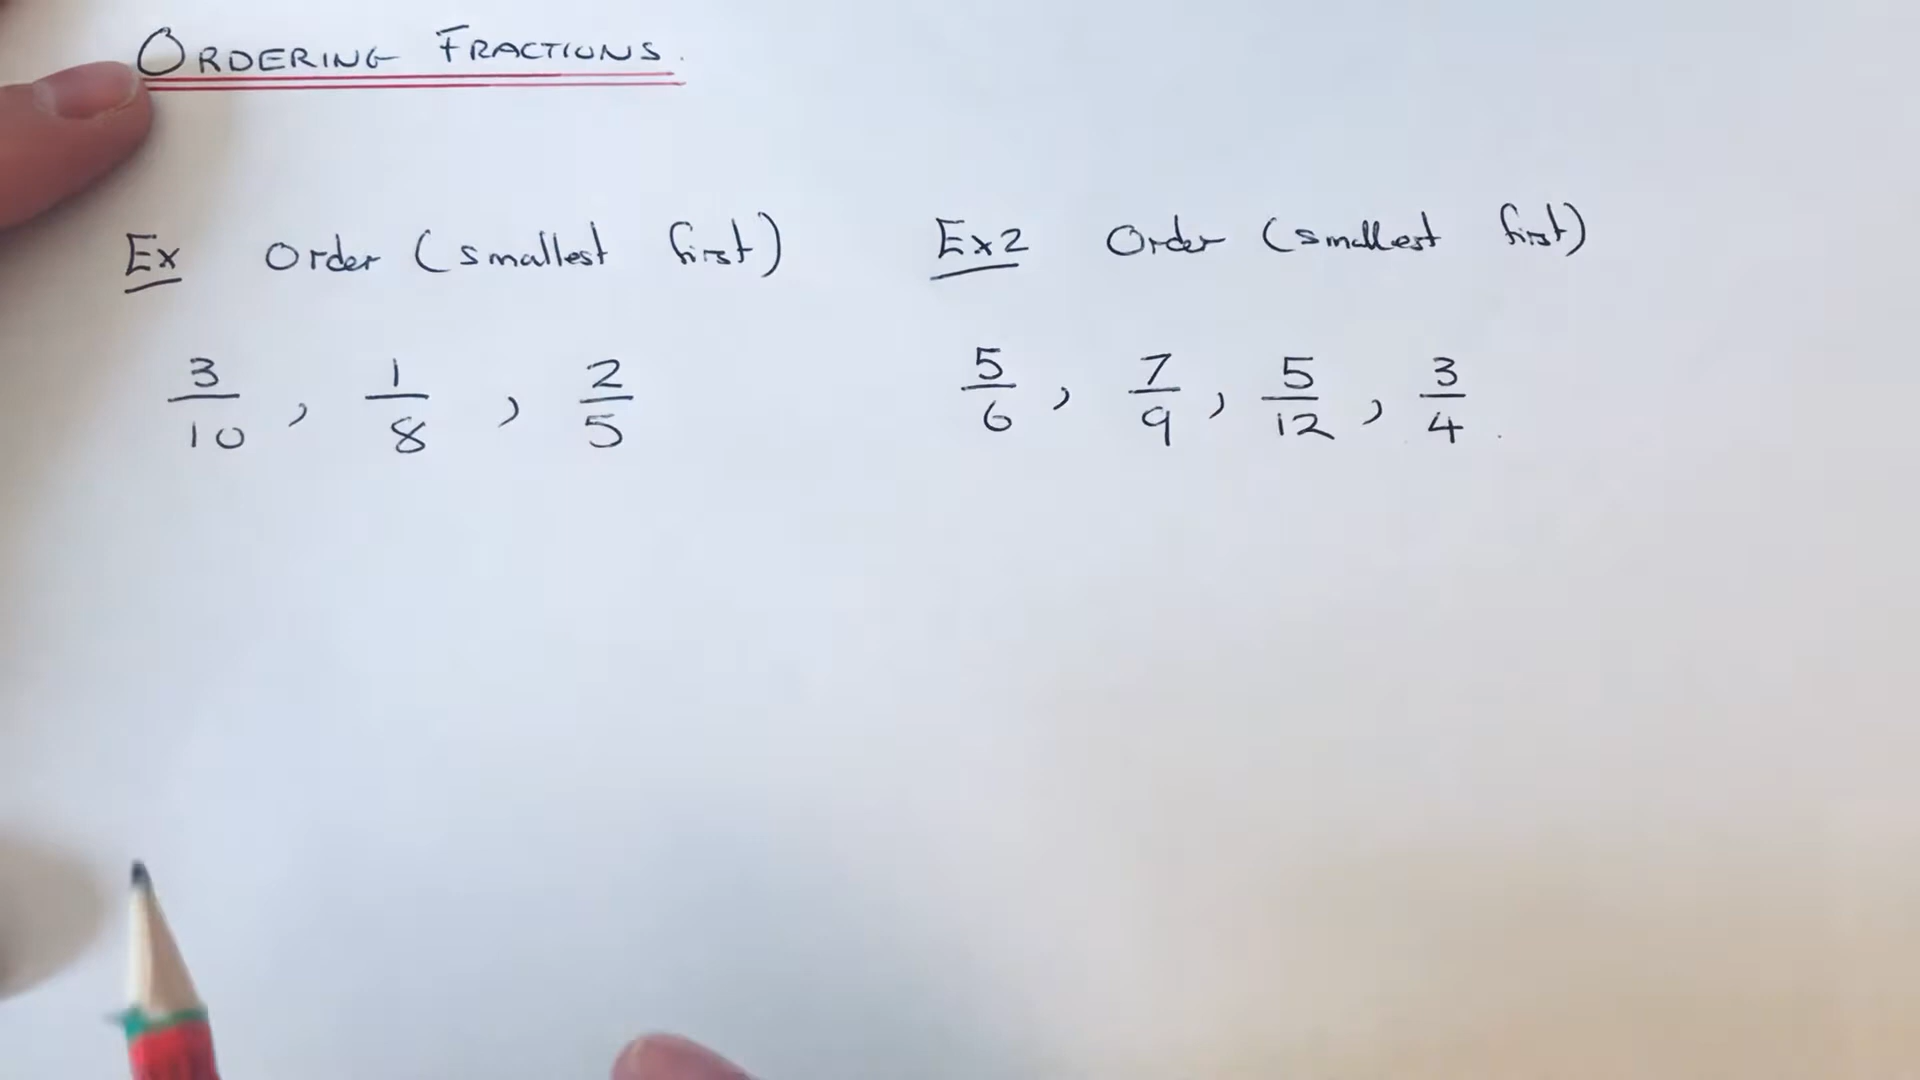 ORDERING FRACTIONS.
Ex Order (smallest first)
3/10 , 1/8 , 2/5
Ex2 Order (smallest first)
5/6 , 7/9 , 5/12 , 3/4 .